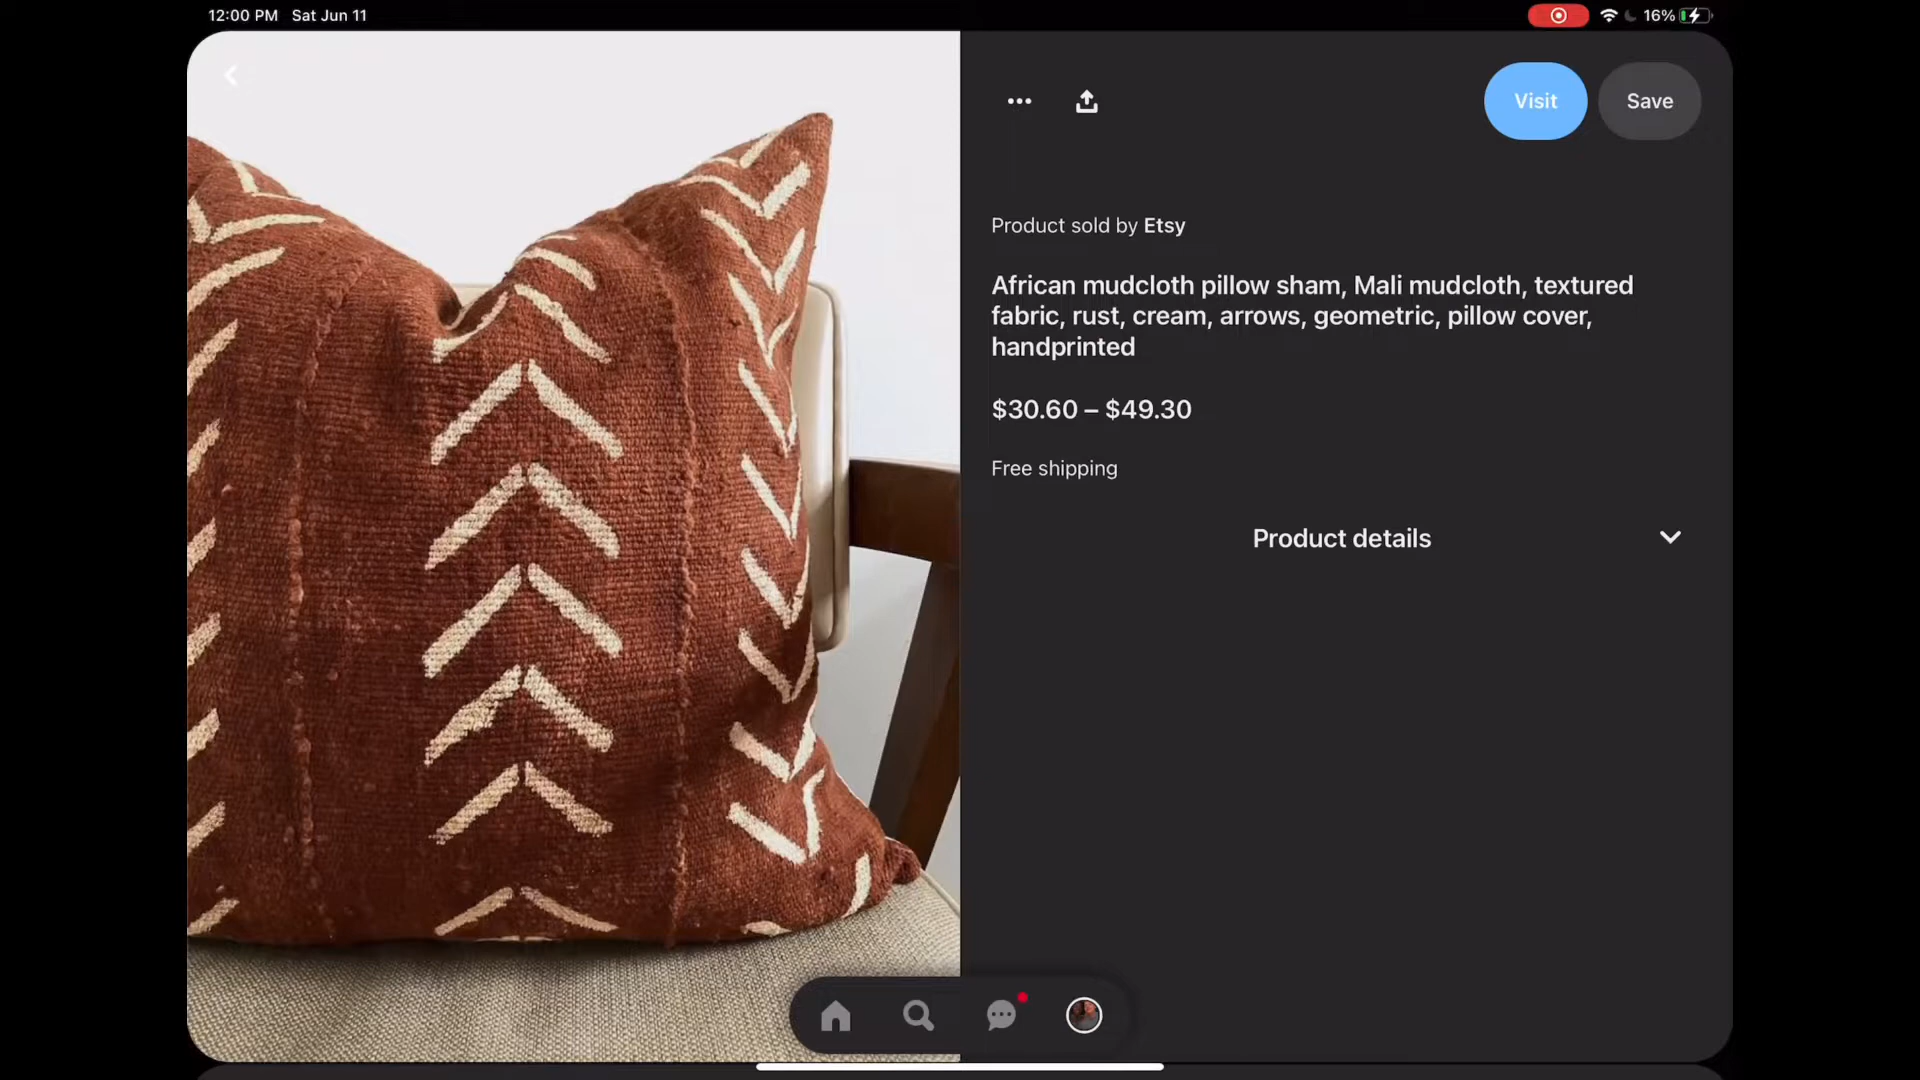 12:00 PM Sat Jun 11
16%
Visit
Save
Product sold by Etsy
African mudcloth pillow sham, Mali mudcloth, textured
fabric, rust, cream, arrows, geometric, pillow cover,
handprinted
$30.60 – $49.30
Free shipping
Product details